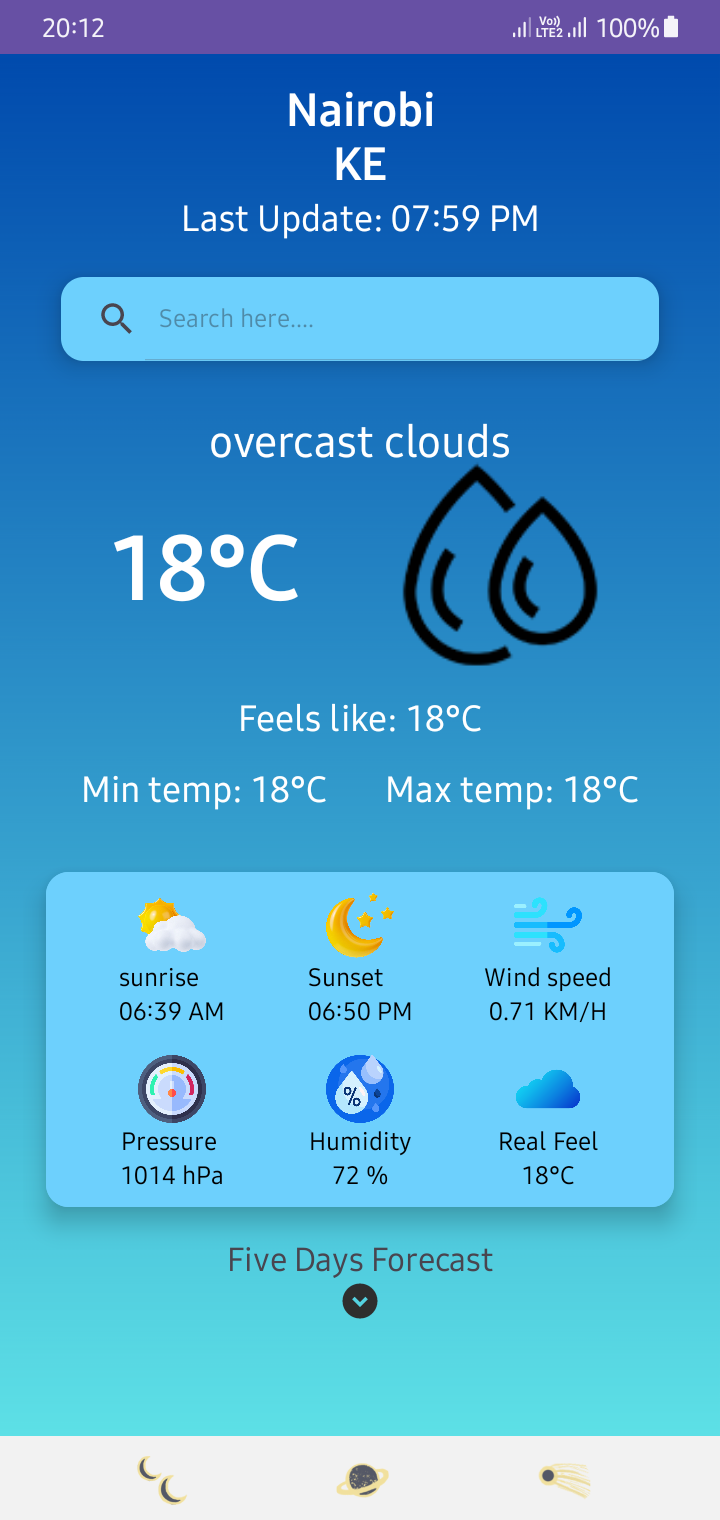 20:12 Vo)) LTE2 100%
Nairobi
KE
Last Update: 07:59 PM
Search here....
overcast clouds
18°C
Feels like: 18°C
Min temp: 18°C Max temp: 18°C
sunrise Sunset Wind speed
06:39 AM 06:50 PM 0.71 KM/H
%
Pressure Humidity Real Feel
1014 hPa 72 % 18°C
Five Days Forecast